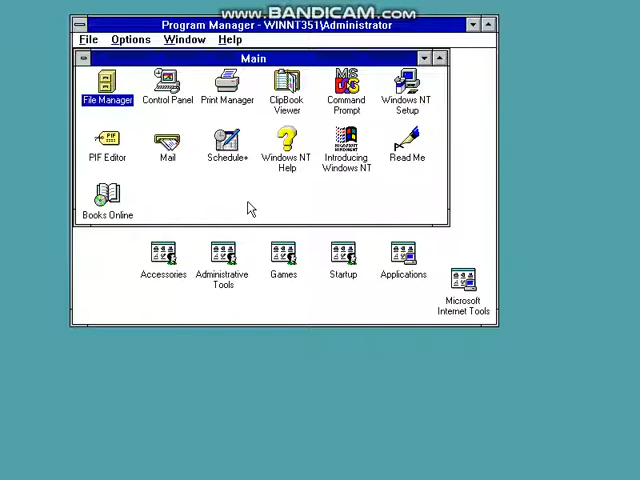 www.BANDICAM.com
Program Manager - WINNT351\Administrator
File Options Window Help
Main
File Manager
Control Panel
Print Manager
ClipBook
Viewer
Command
Prompt
Windows NT
Setup
PIF Editor
Mail
Schedule+
Windows NT
Help
Introducing
Windows NT
Read Me
Books Online
Accessories
Administrative
Tools
Games
Startup
Applications
Microsoft
Internet Tools